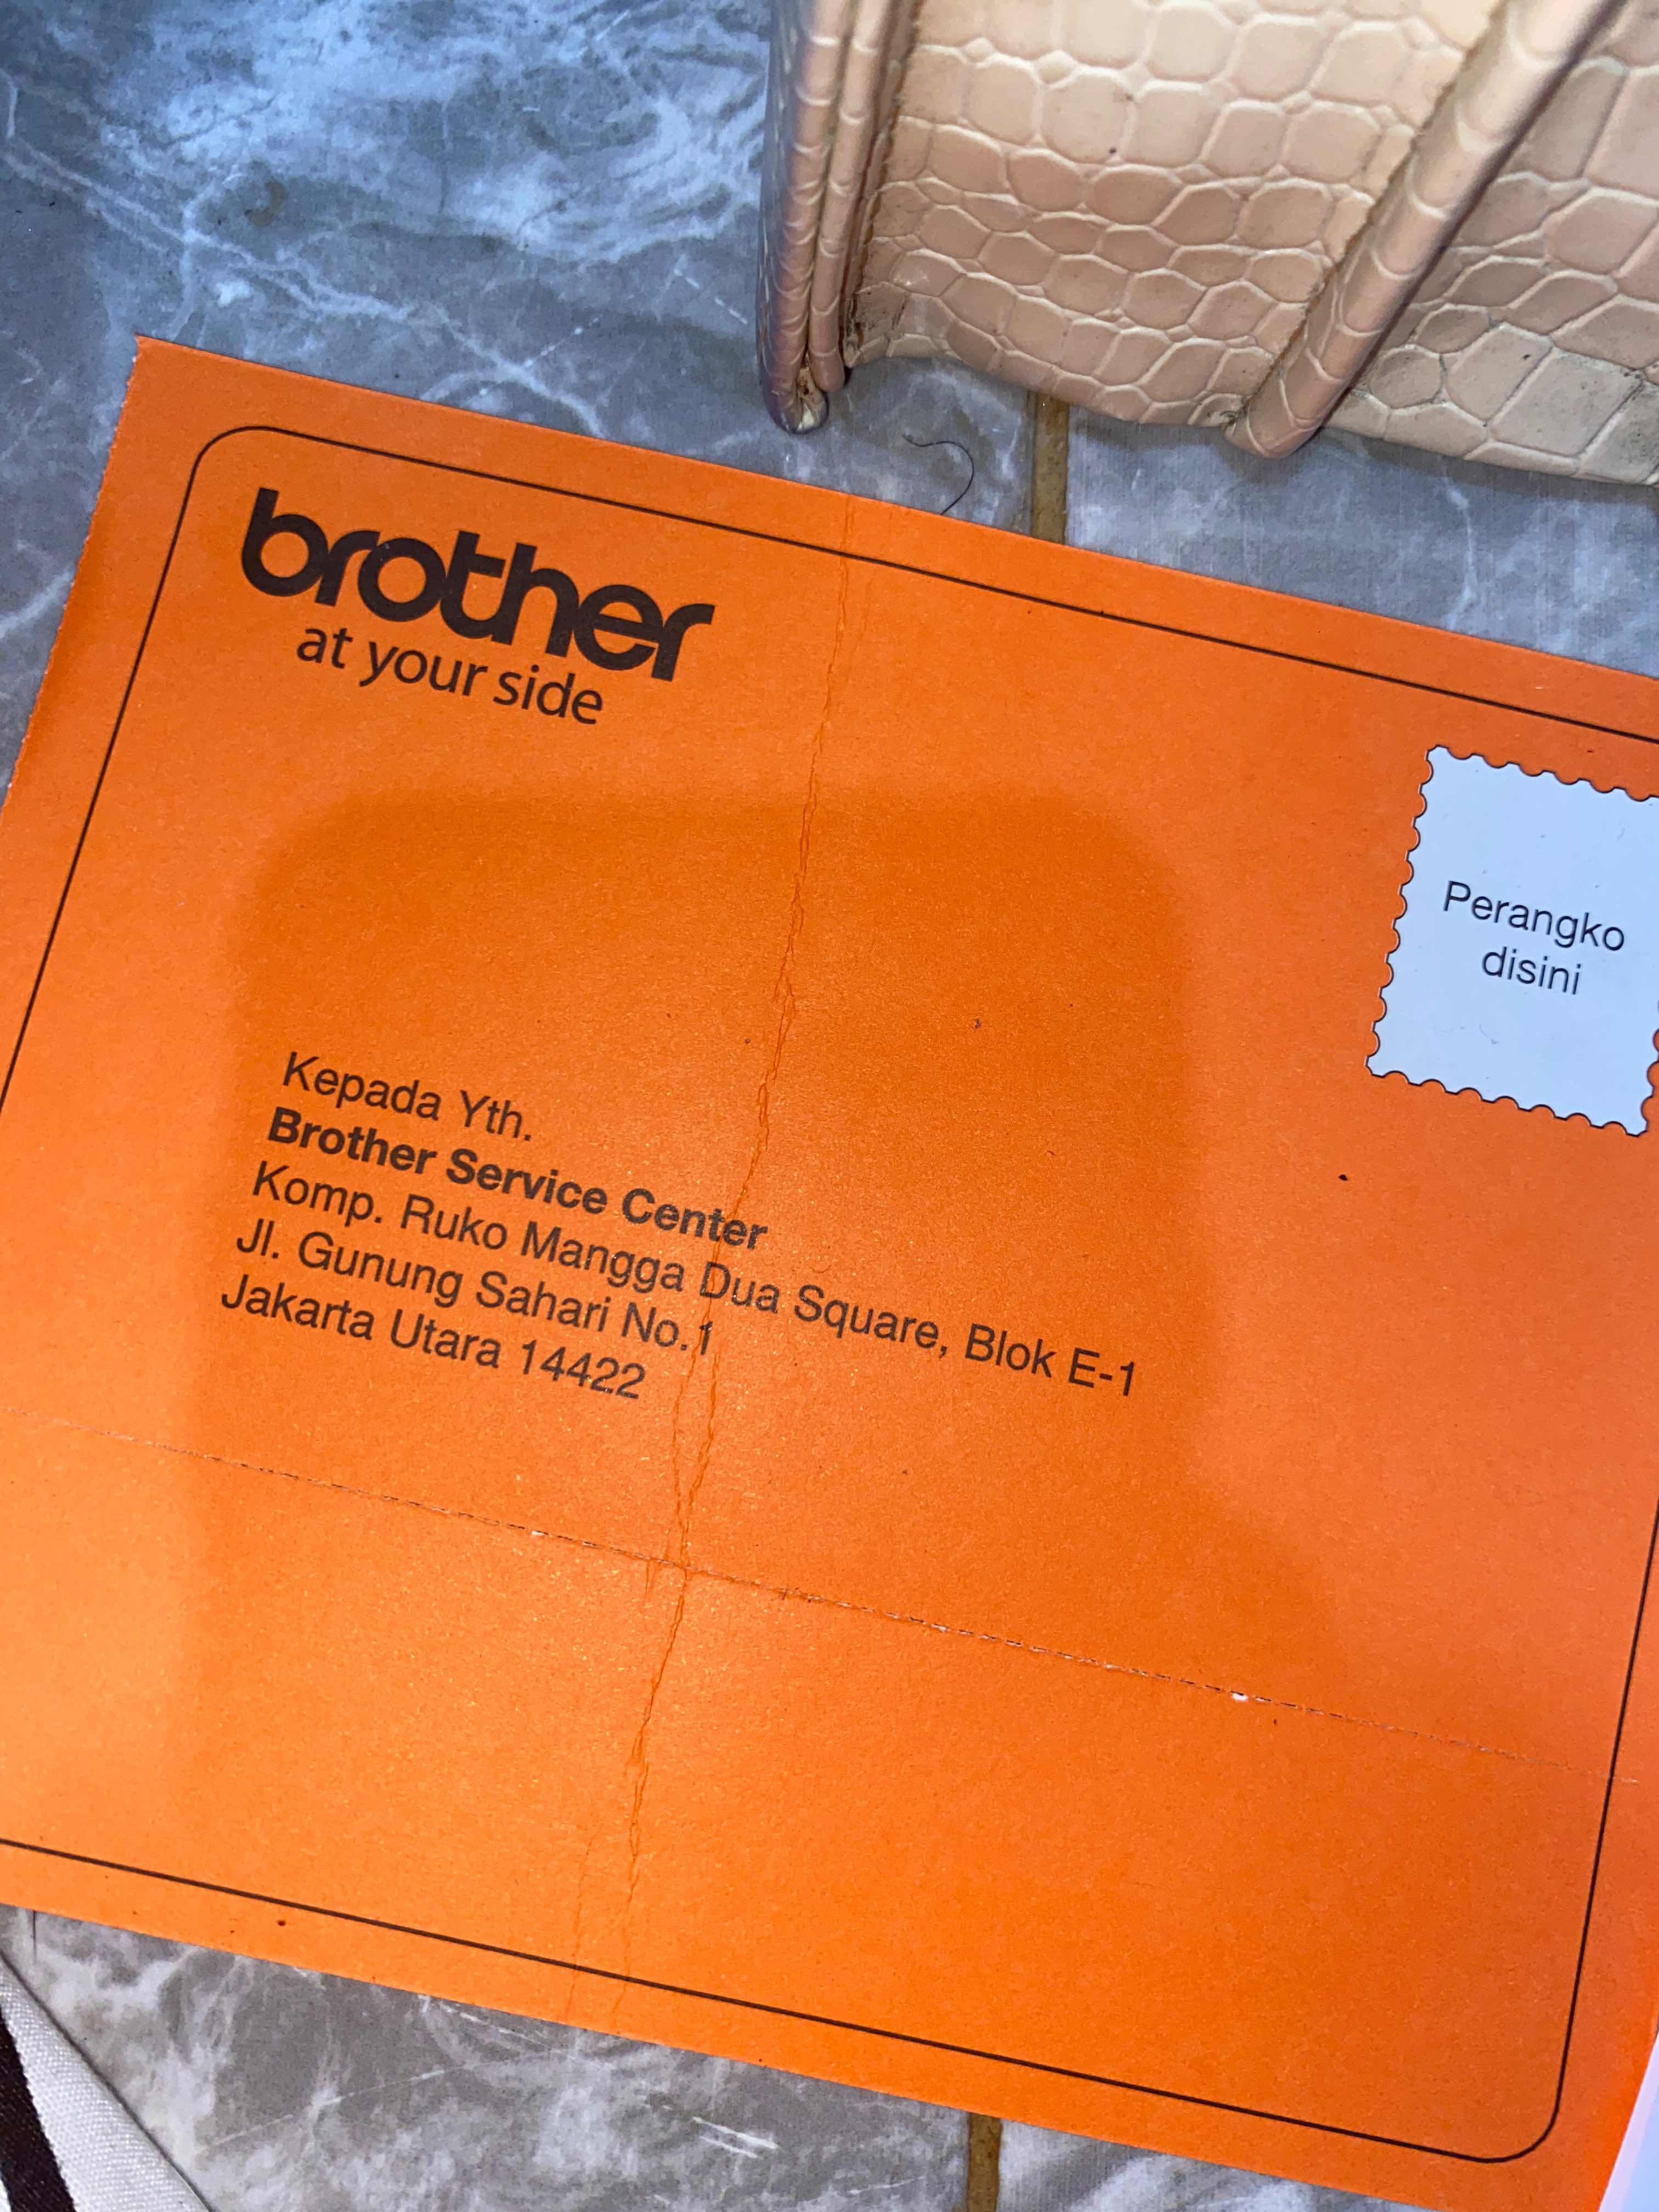 brother
at your side
Perangko
disini
Kepada Yth.
Brother Service Center
Komp. Ruko Mangga Dua Square, Blok E-1
Jl. Gunung Sahari No.1
Jakarta Utara 14422